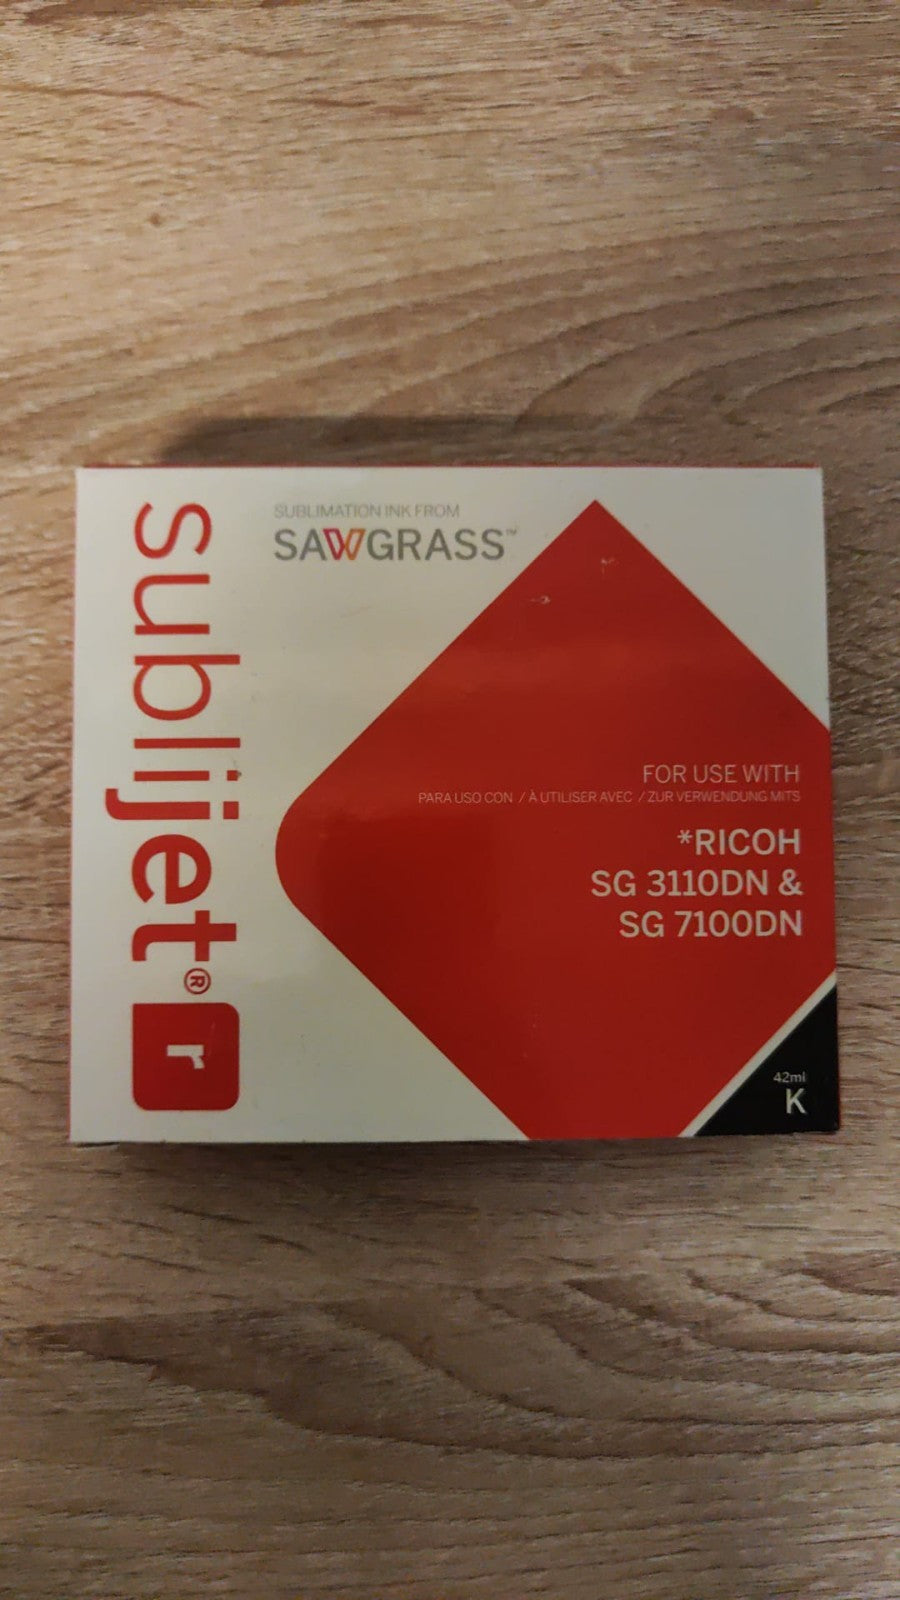 sublijet® r
SUBLIMATION INK FROM
SAWGRASS™
FOR USE WITH
PARA USO CON / À UTILISER AVEC / ZUR VERWENDUNG MITS
*RICOH
SG 3110DN &
SG 7100DN
42ml
K